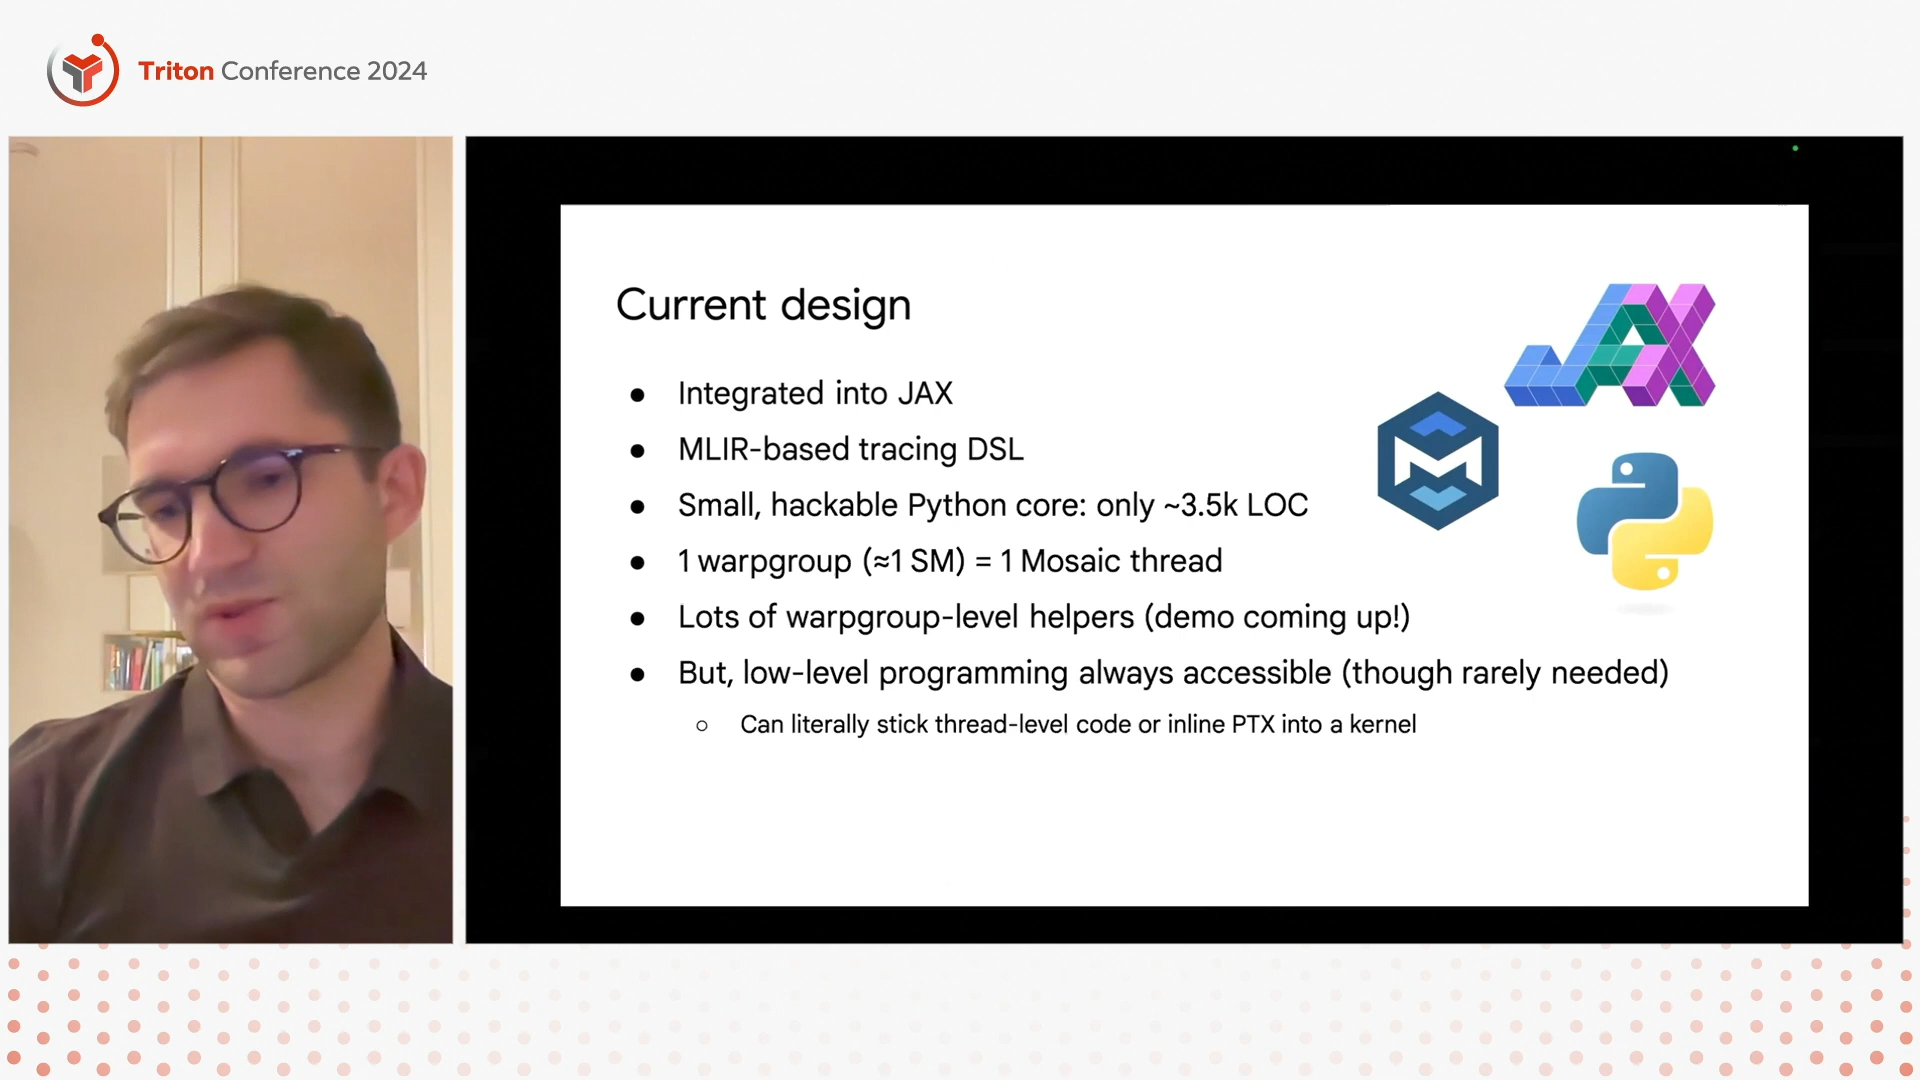 Triton Conference 2024
Current design
● Integrated into JAX
● MLIR-based tracing DSL
● Small, hackable Python core: only ~3.5k LOC
● 1 warpgroup (≈1 SM) = 1 Mosaic thread
● Lots of warpgroup-level helpers (demo coming up!)
● But, low-level programming always accessible (though rarely needed)
○ Can literally stick thread-level code or inline PTX into a kernel
JAX
M